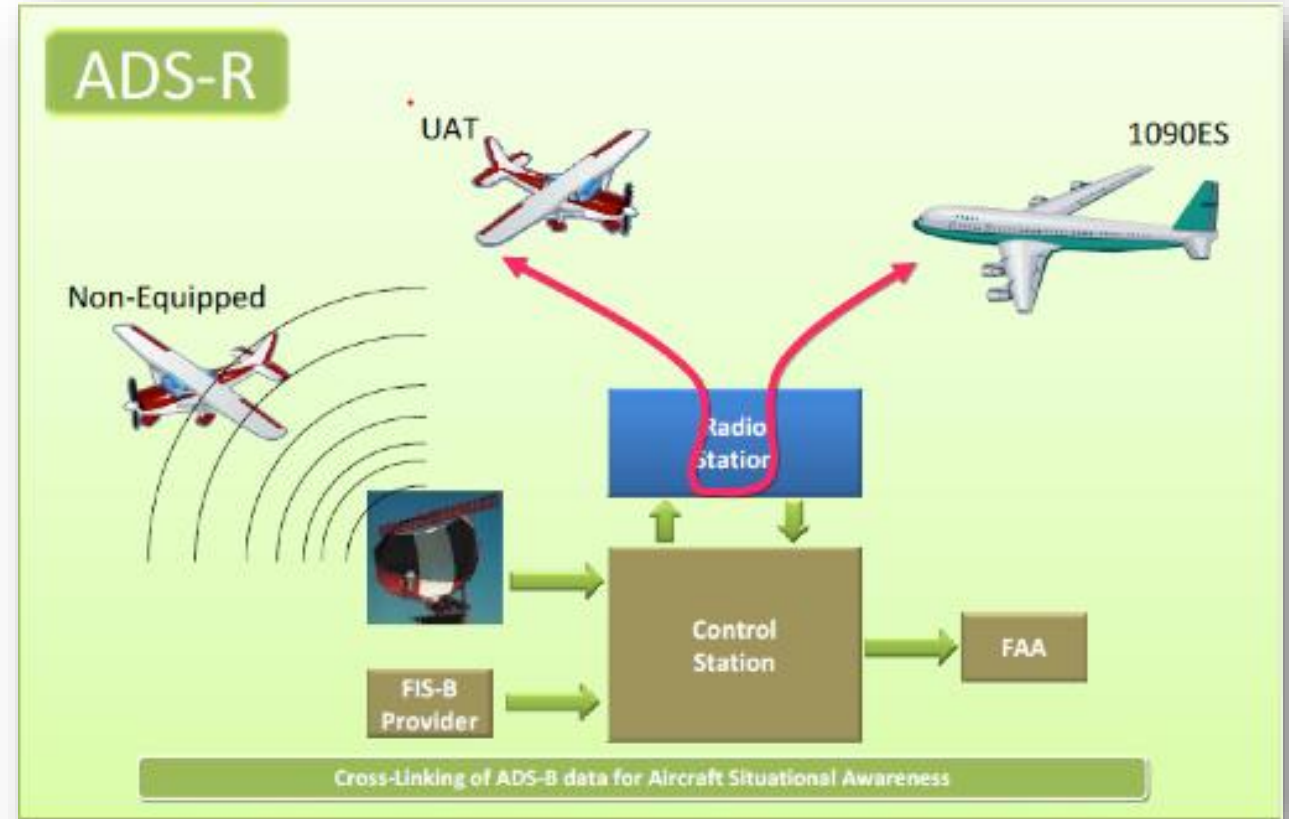 ADS-R
UAT
1090ES
Non-Equipped
Radio
Station
Control
Station
FAA
FIS-B
Provider
Cross-Linking of ADS-B data for Aircraft Situational Awareness